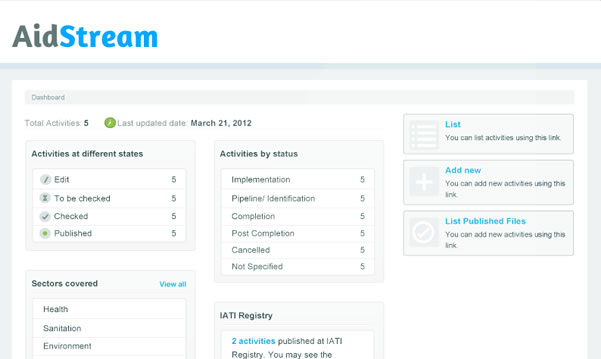 AidStream
Dashboard
Total Activities: 5
Last updated date: March 21, 2012
Activities at different states
Edit 5
To be checked 5
Checked 5
Published 5
Sectors covered View all
Health
Sanitation
Environment
Activities by status
Implementation 5
Pipeline/ Identification 5
Completion 5
Post Completion 5
Cancelled 5
Not Specified 5
IATI Registry
2 activities published at IATI
Registry. You may see the
List
You can list activities using this link.
Add new
You can add new activities using this
link.
List Published Files
You can add new activities using this
link.